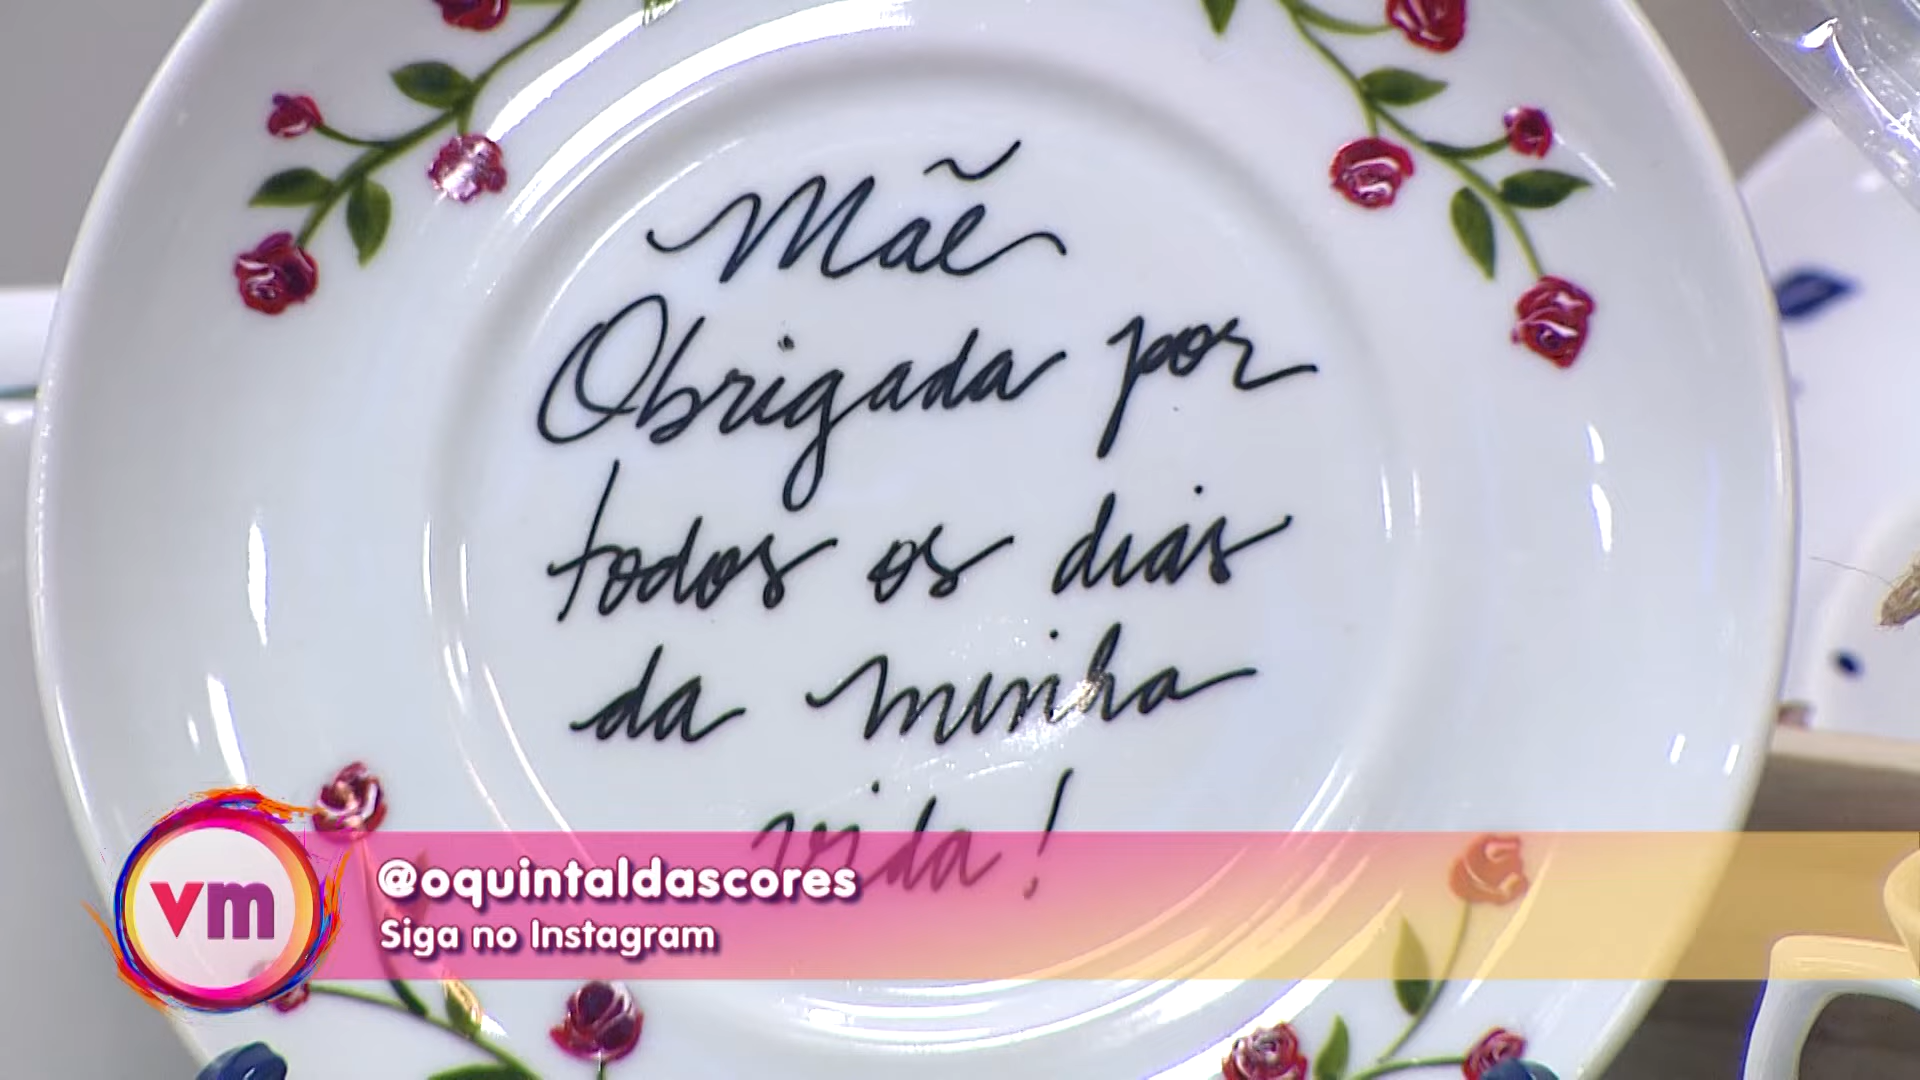 Mãe
Obrigada por
todos os dias
da minha
vida!
vm
@oquintaldascores
Siga no Instagram